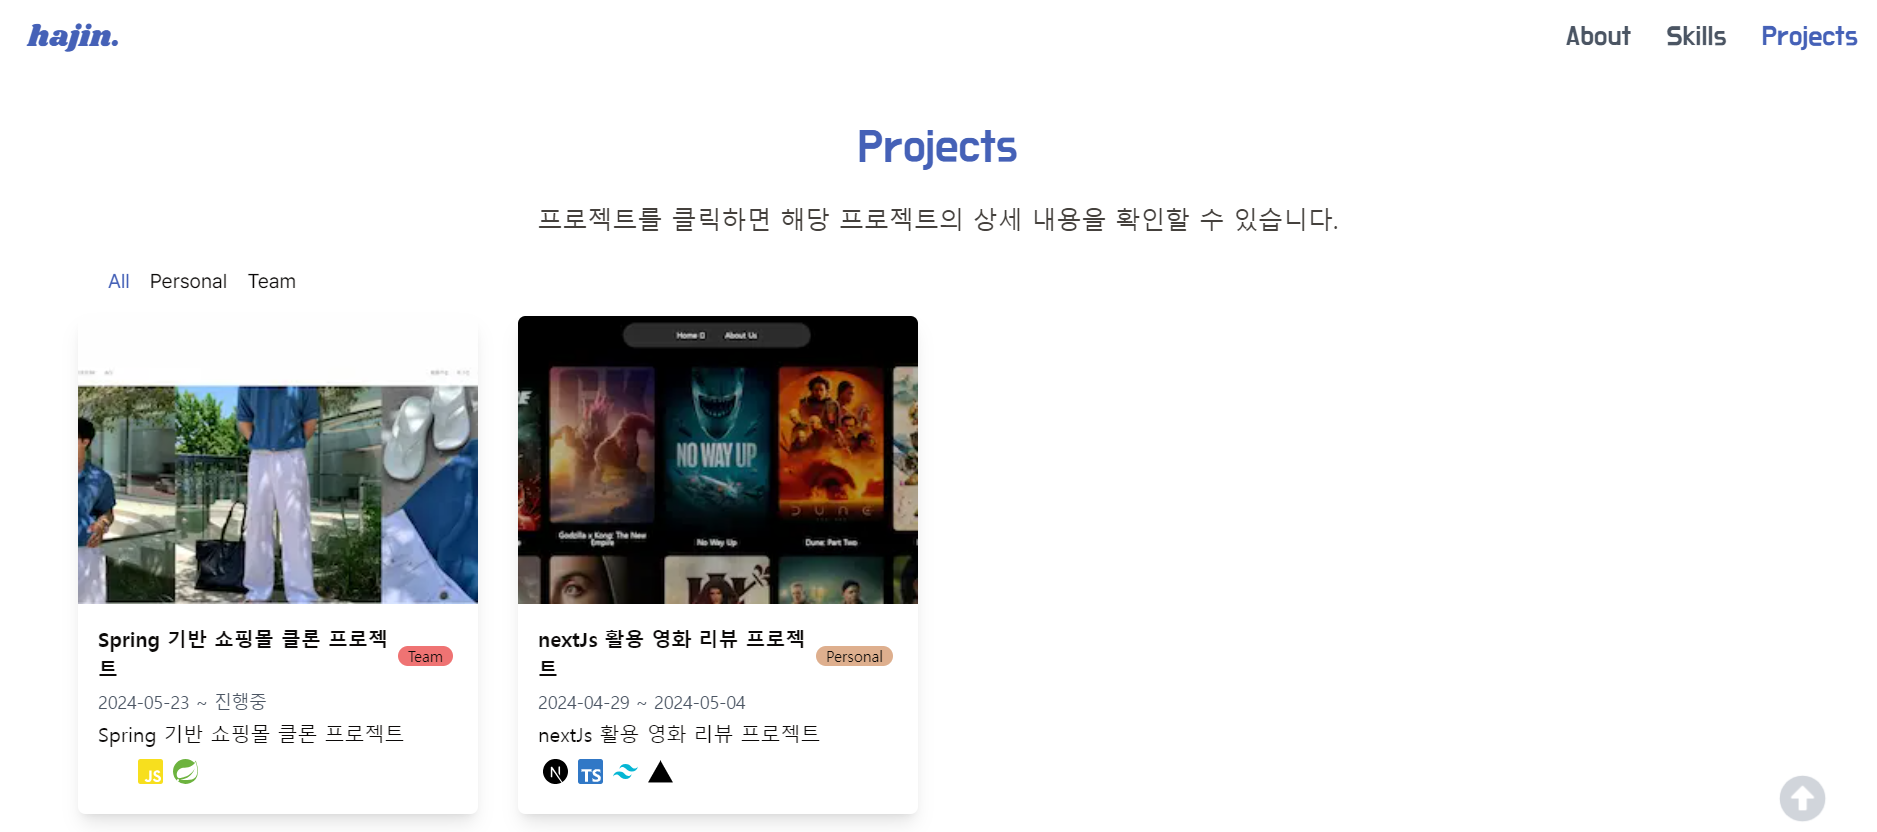 hajin.
About Skills Projects
Projects
프로젝트를 클릭하면 해당 프로젝트의 상세 내용을 확인할 수 있습니다.
All Personal Team
Home
About Us
NO WAY UP
DUNE
Godzilla x Kong: The New
Empire
No Way Up
Dune: Part Two
Spring 기반 쇼핑몰 클론 프로젝
트
Team
2024-05-23 ~ 진행중
Spring 기반 쇼핑몰 클론 프로젝트
JS
nextJs 활용 영화 리뷰 프로젝
트
Personal
2024-04-29 ~ 2024-05-04
nextJs 활용 영화 리뷰 프로젝트
N
TS